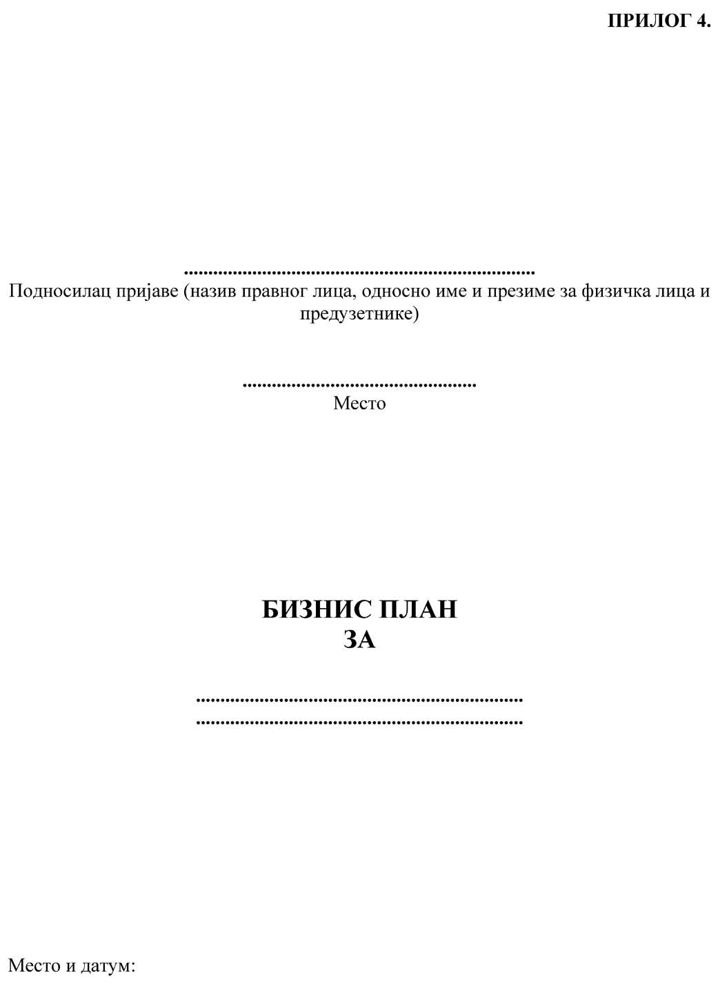 ПРИЛОГ 4.
........................................................................
Подносилац пријаве (назив правног лица, односно име и презиме за физичка лица и
предузетнике)
................................................
Место
БИЗНИС ПЛАН
ЗА
...................................................................
...................................................................
Место и датум: